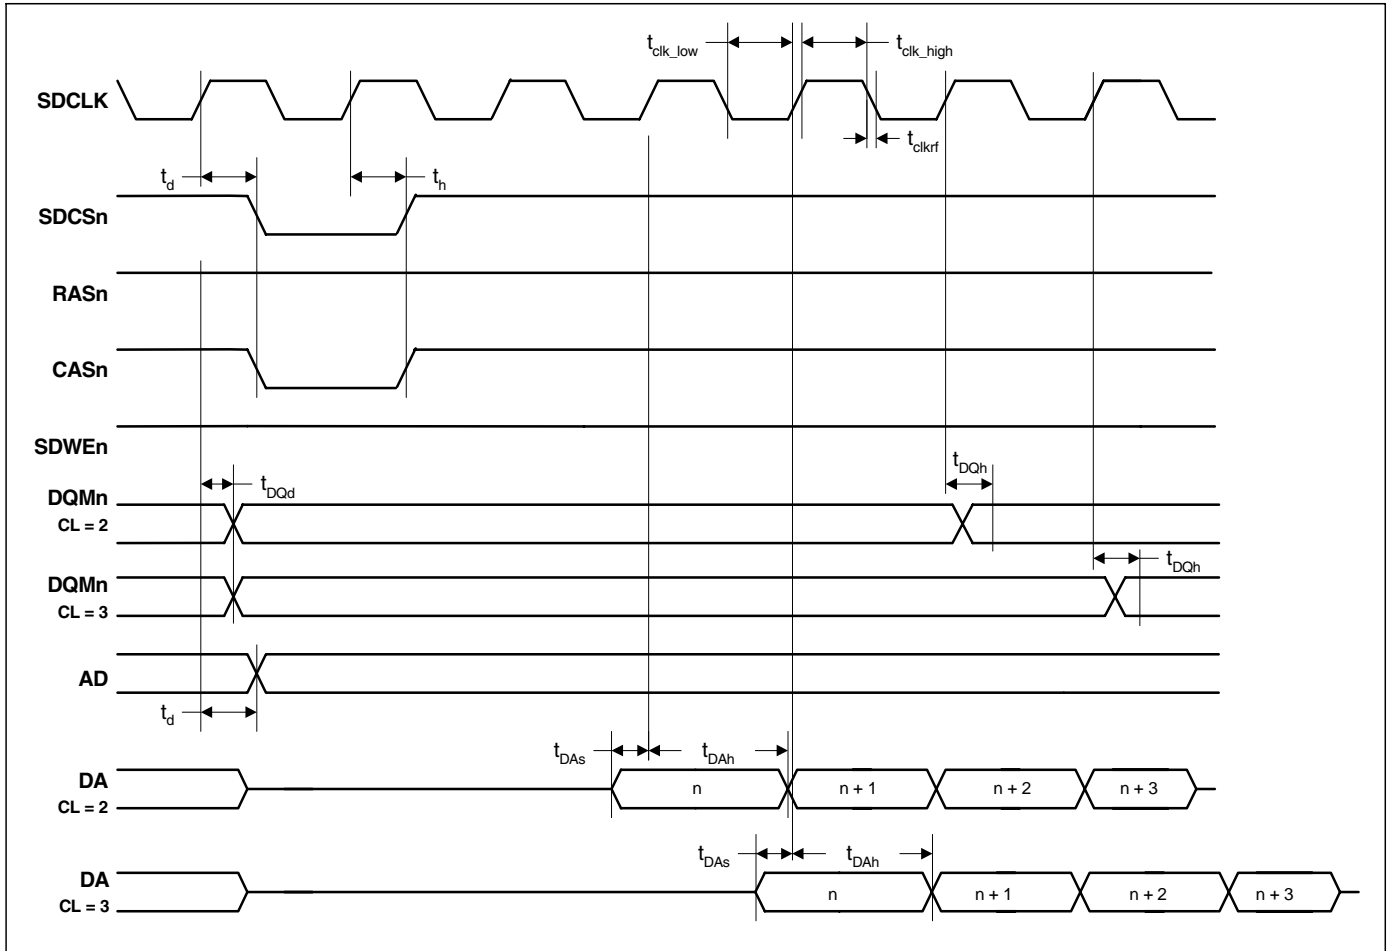 t_clk_low
t_clk_high
SDCLK
t_clkrf
t_d
t_h
SDCSn
RASn
CASn
SDWEn
t_DQh
DQMn
t_DQd
CL = 2
DQMn
t_DQh
CL = 3
AD
t_d
t_DAs
t_DAh
DA
n
n + 1
n + 2
n + 3
CL = 2
t_DAs
t_DAh
DA
n
n + 1
n + 2
n + 3
CL = 3